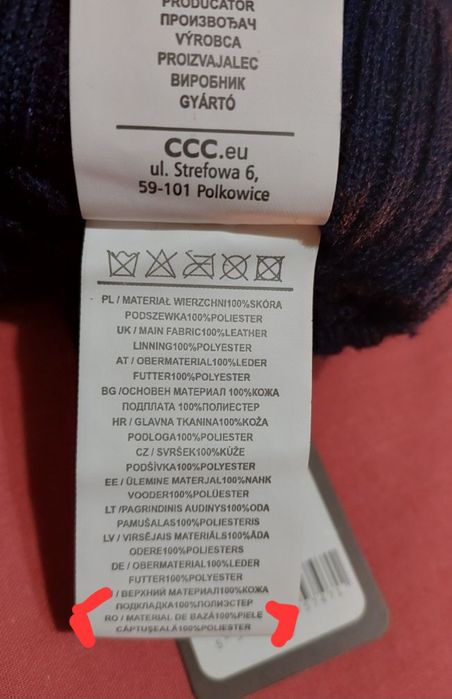 PRODUCATOR
ПРОИЗВОЂАЧ
VÝROBCA
PROIZVAJALEC
ВИРОБНИК
GYÁRTÓ
CCC.eu
ul. Strefowa 6,
59-101 Polkowice
PL / MATERIAŁ WIERZCHNI100%SKÓRA
PODSZEWKA100%POLIESTER
UK / MAIN FABRIC100%LEATHER
LINNING100%POLYESTER
AT / OBERMATERIAL100%LEDER
FUTTER100%POLYESTER
BG /ОСНОВЕН МАТЕРИАЛ 100%КОЖА
ПОДПЛАТА 100%ПОЛИЕСТЕР
HR / GLAVNA TKANINA100%KOŽA
PODLOGA100%POLIESTER
CZ / SVRŠEK100%KŮŽE
PODŠÍVKA100%POLYESTER
EE / ÜLEMINE MATERJAL100%NAHK
VOODER100%POLÜESTER
LT /PAGRINDINIS AUDINYS100%ODA
PAMUŠALAS100%POLIESTERIS
LV / VIRSĒJAIS MATERIĀLS100%ĀDA
ODERE100%POLIESTERS
DE / OBERMATERIAL100%LEDER
FUTTER100%POLYESTER
/ ВЕРХНИЙ МАТЕРИАЛ100%КОЖА
ПОДКЛАДКА100%ПОЛИЭСТЕР
RO / MATERIAL DE BAZĂ100%PIELE
CĂPTUȘEALĂ100%POLIESTER